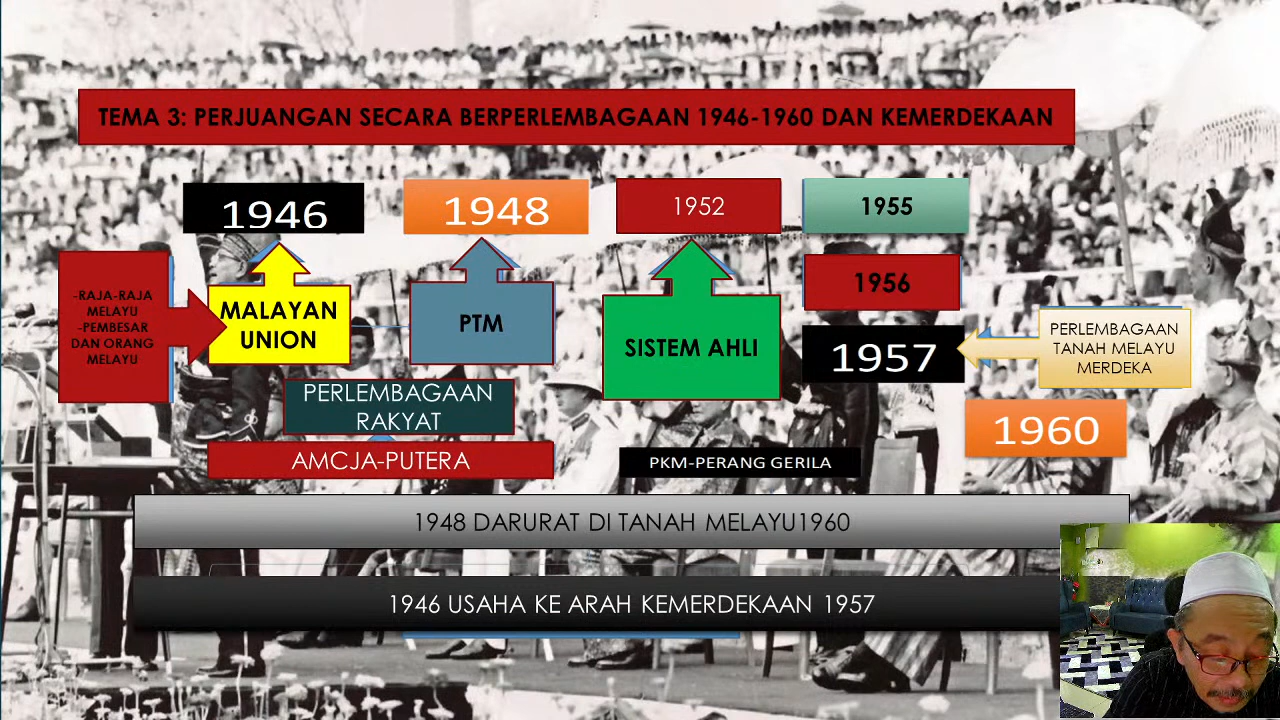 TEMA 3: PERJUANGAN SECARA BERPERLEMBAGAAN 1946-1960 DAN KEMERDEKAAN
1946
1948
1952
1955
-RAJA-RAJA
MELAYU
-PEMBESAR
DAN ORANG
MELAYU
MALAYAN
UNION
PTM
SISTEM AHLI
1956
1957
PERLEMBAGAAN
TANAH MELAYU
MERDEKA
PERLEMBAGAAN
RAKYAT
1960
AMCJA-PUTERA
PKM-PERANG GERILA
1948 DARURAT DI TANAH MELAYU1960
1946 USAHA KE ARAH KEMERDEKAAN 1957